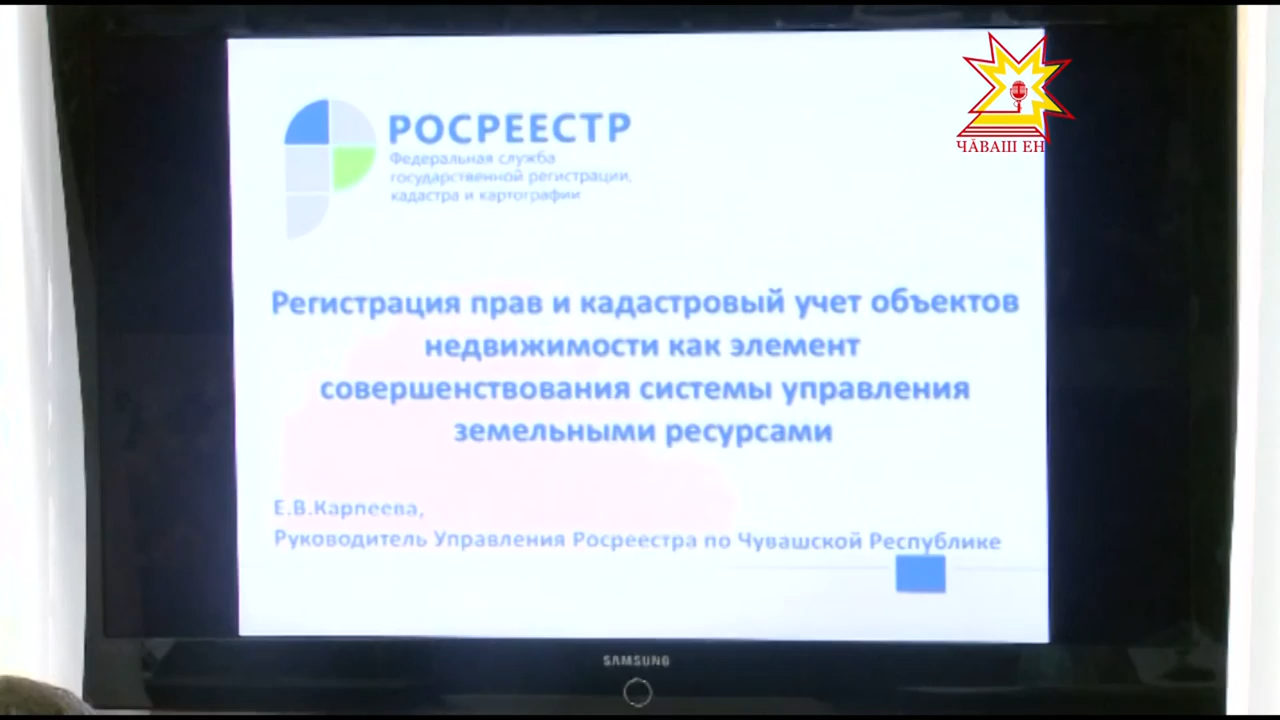 РОСРЕЕСТР
Федеральная служба
государственной регистрации,
кадастра и картографии
ЧӐВАШ ЕН
Регистрация прав и кадастровый учет объектов
недвижимости как элемент
совершенствования системы управления
земельными ресурсами
Е.В.Карпеева,
Руководитель Управления Росреестра по Чувашской Республике
SAMSUNG